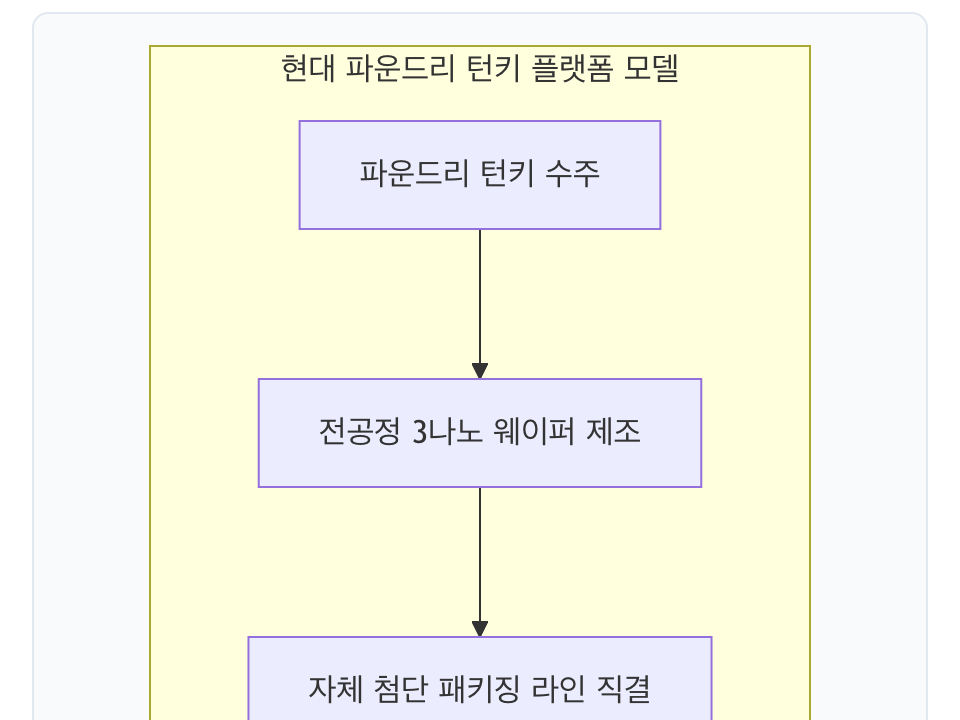 현대 파운드리 턴키 플랫폼 모델
파운드리 턴키 수주
전공정 3나노 웨이퍼 제조
자체 첨단 패키징 라인 직결